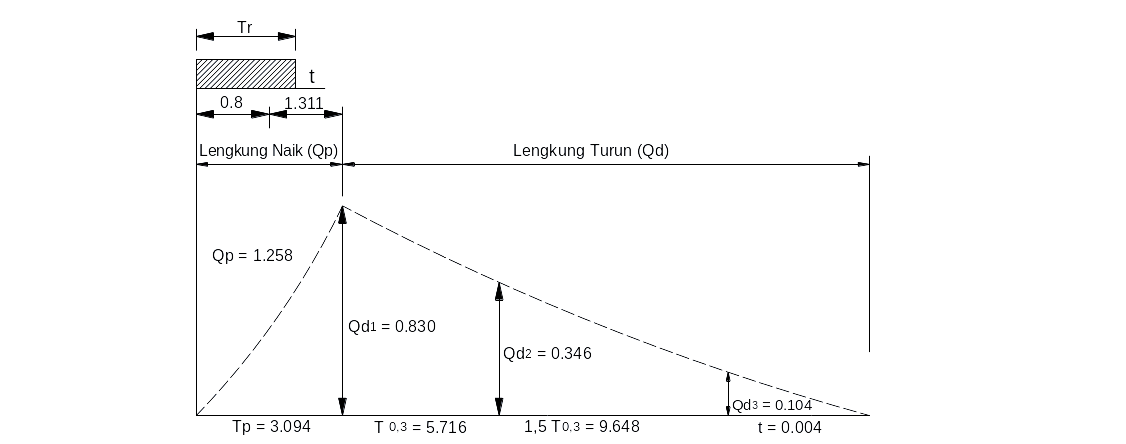 Tr
t
0.8
1.311
Lengkung Naik (Qp)
Lengkung Turun (Qd)
Qp = 1.258
Qd1 = 0.830
Qd2 = 0.346
Qd3 = 0.104
Tp = 3.094
T 0.3 = 5.716
1,5 T0.3 = 9.648
t = 0.004